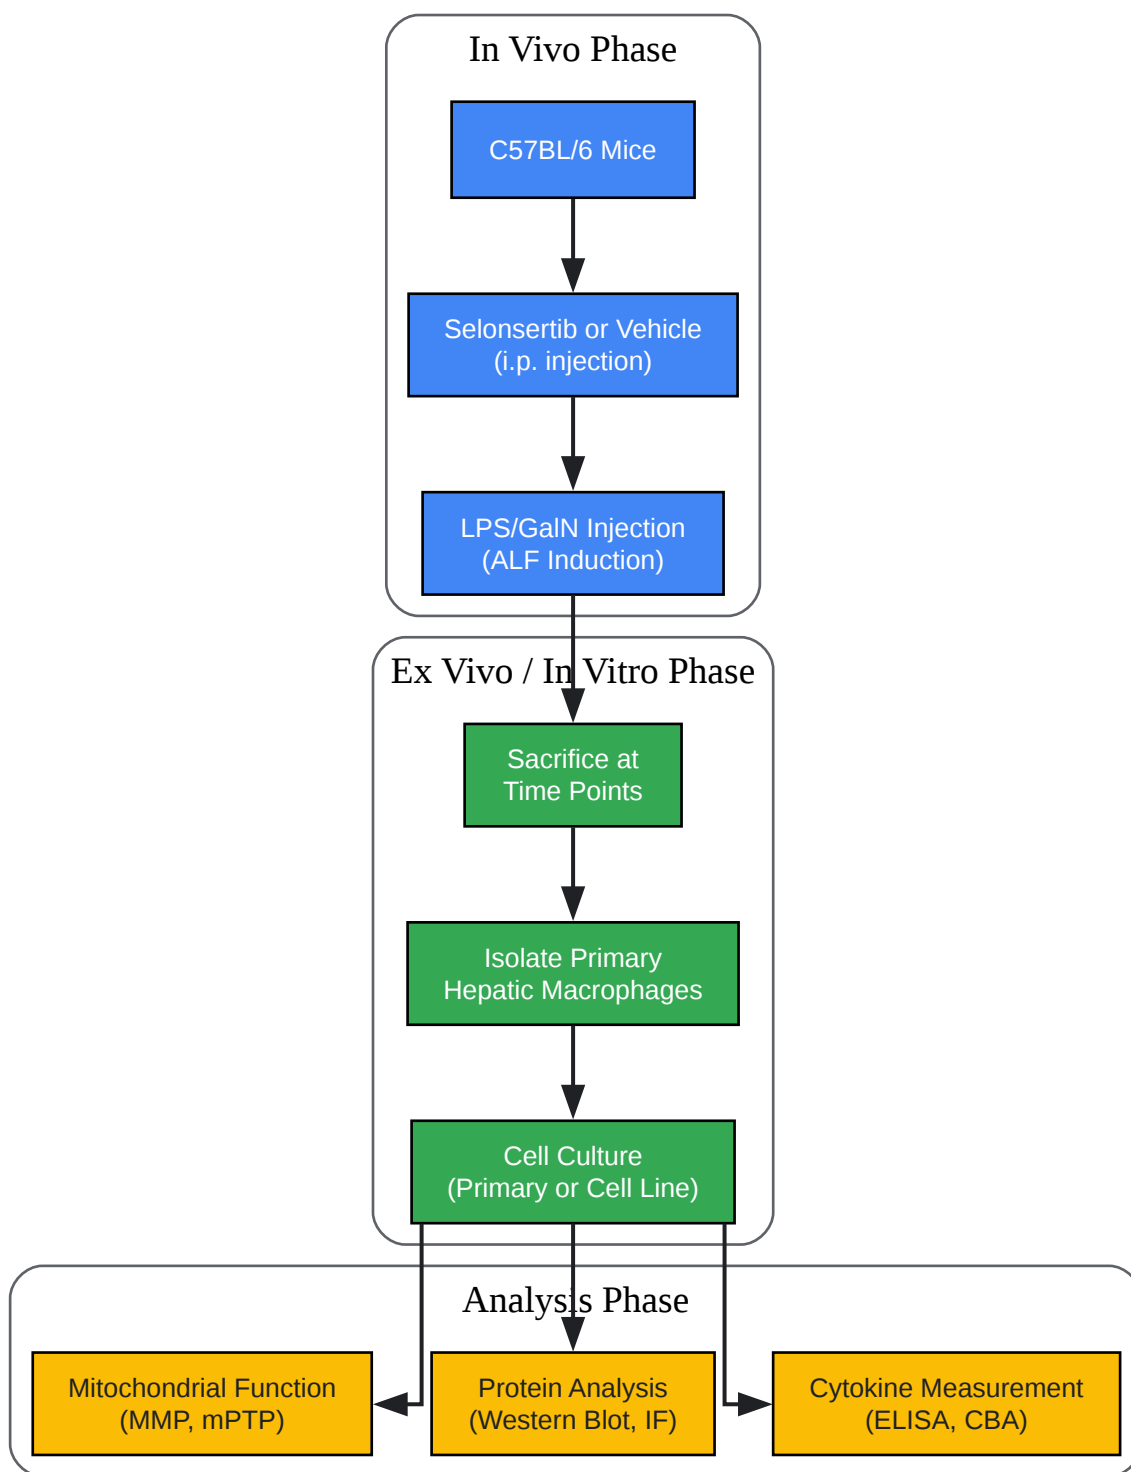 In Vivo Phase
C57BL/6 Mice
Selonsertib or Vehicle
(i.p. injection)
LPS/GalN Injection
(ALF Induction)
Ex Vivo / In Vitro Phase
Sacrifice at
Time Points
Isolate Primary
Hepatic Macrophages
Cell Culture
(Primary or Cell Line)
Analysis Phase
Mitochondrial Function
(MMP, mPTP)
Protein Analysis
(Western Blot, IF)
Cytokine Measurement
(ELISA, CBA)